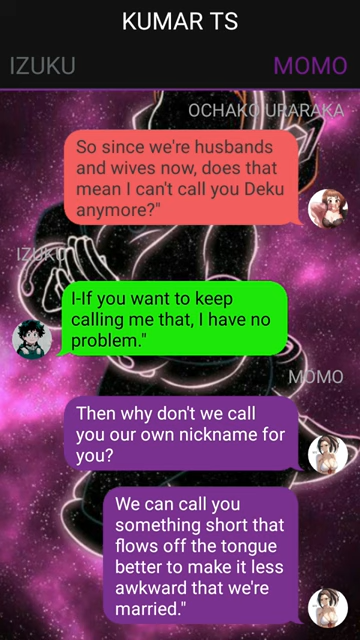 KUMAR TS
IZUKU
MOMO
OCHAKO URARAKA
So since we're husbands
and wives now, does that
mean I can't call you Deku
anymore?"
IZUKU
I-If you want to keep
calling me that, I have no
problem."
MOMO
Then why don't we call
you our own nickname for
you?
We can call you
something short that
flows off the tongue
better to make it less
awkward that we're
married."